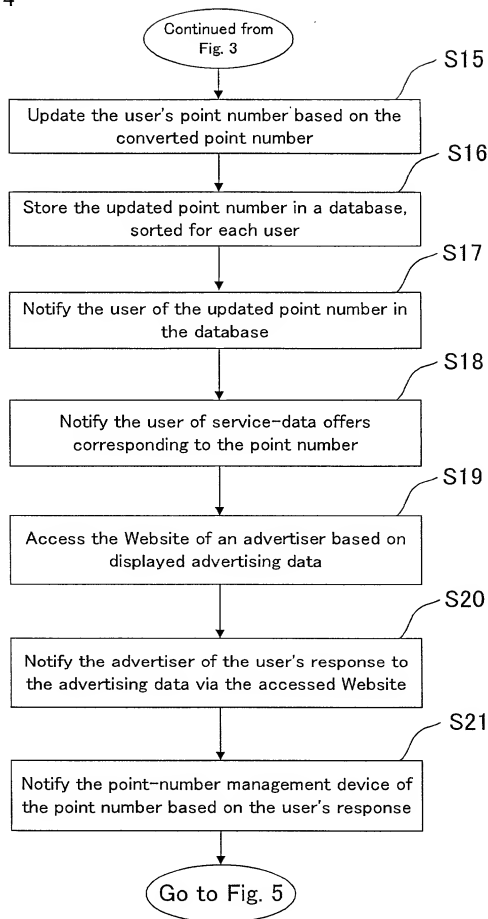 4
Continued from
Fig. 3
S15
Update the user's point number based on the
converted point number
S16
Store the updated point number in a database,
sorted for each user
S17
Notify the user of the updated point number in
the database
S18
Notify the user of service-data offers
corresponding to the point number
S19
Access the Website of an advertiser based on
displayed advertising data
S20
Notify the advertiser of the user's response to
the advertising data via the accessed Website
S21
Notify the point-number management device of
the point number based on the user's response
Go to Fig. 5